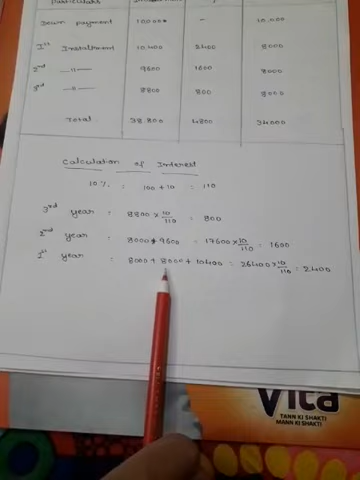 Particulars
Down payment 10,000 - 10,000
1st Instalment 10,400 2400 8000
2nd —"— 9600 1600 8000
3rd —"— 8800 800 8000
Total 38,800 4800 34000
Calculation of Interest
10% : 100 + 10 = 110
3rd year : 8800 x 10/110 : 800
2nd year : 8000 + 9600 = 17600 x 10/110 : 1600
1st year : 8000 + 8000 + 10400 = 26400 x 10/110 : 2400
Vita
TANN KI SHAKTI
MANN KI SHAKTI